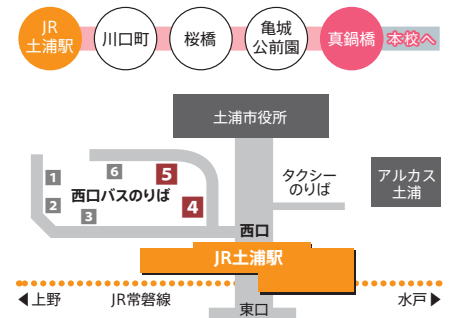 JR
土浦駅
川口町
桜橋
亀城
公前園
真鍋橋
本校へ
土浦市役所
タクシー
のりば
アルカス
土浦
1
6
5
西口バスのりば
2
3
4
西口
JR土浦駅
◀上野
JR常磐線
水戸▶
東口